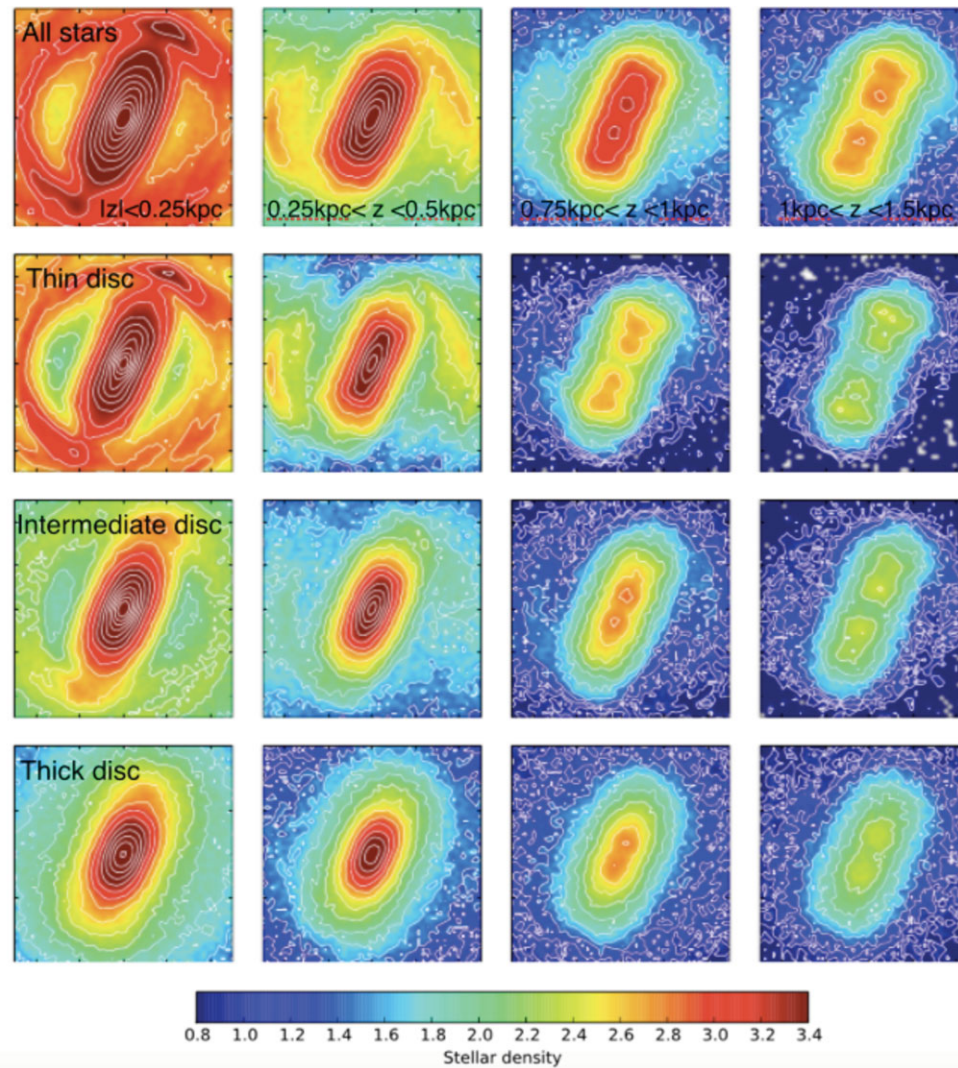 All stars
|z|<0.25kpc
0.25kpc< z <0.5kpc
0.75kpc< z <1kpc
1kpc< z <1.5kpc
Thin disc
Intermediate disc
Thick disc
0.8 1.0 1.2 1.4 1.6 1.8 2.0 2.2 2.4 2.6 2.8 3.0 3.2 3.4
Stellar density